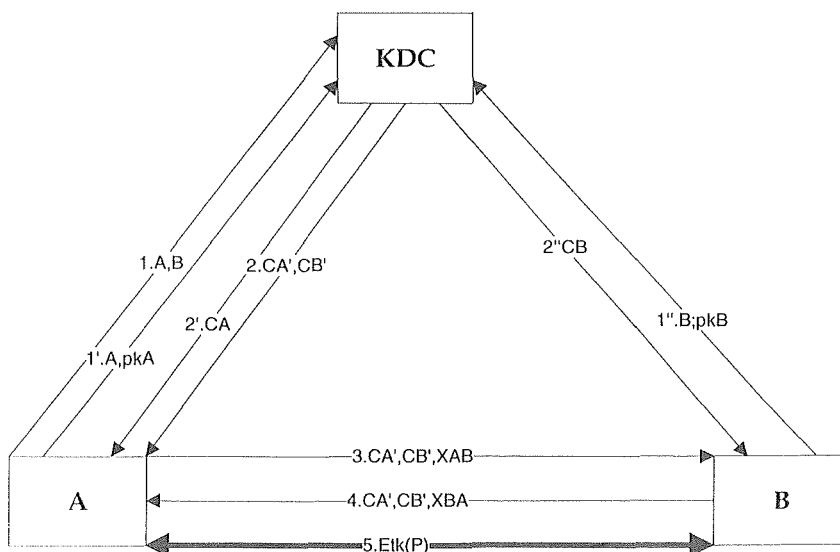 KDC
1.A,B
2.CA',CB'
2''CB
2'.CA
1''.B;pkB
1'.A,pkA
3.CA',CB',XAB
A
B
4.CA',CB',XBA
5.Etk(P)